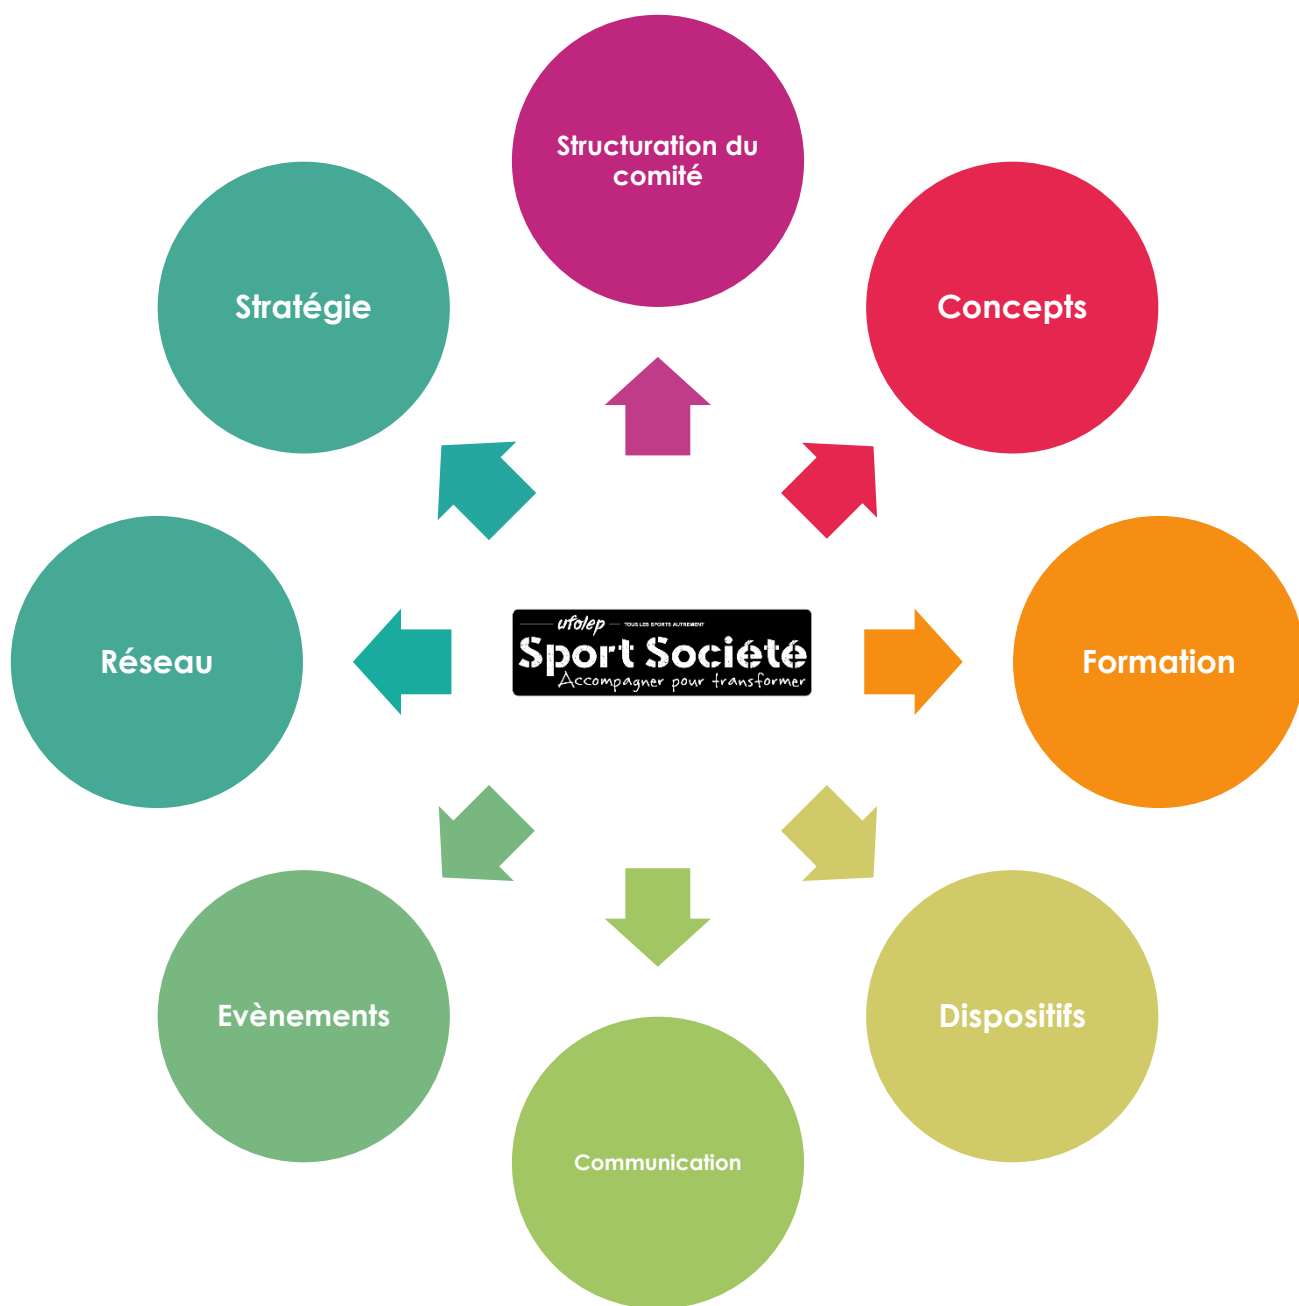 Structuration du
comité
Stratégie
Concepts
Réseau
ufolep TOUS LES SPORTS AUTREMENT
Sport Société
Accompagner pour transformer
Formation
Evènements
Dispositifs
Communication